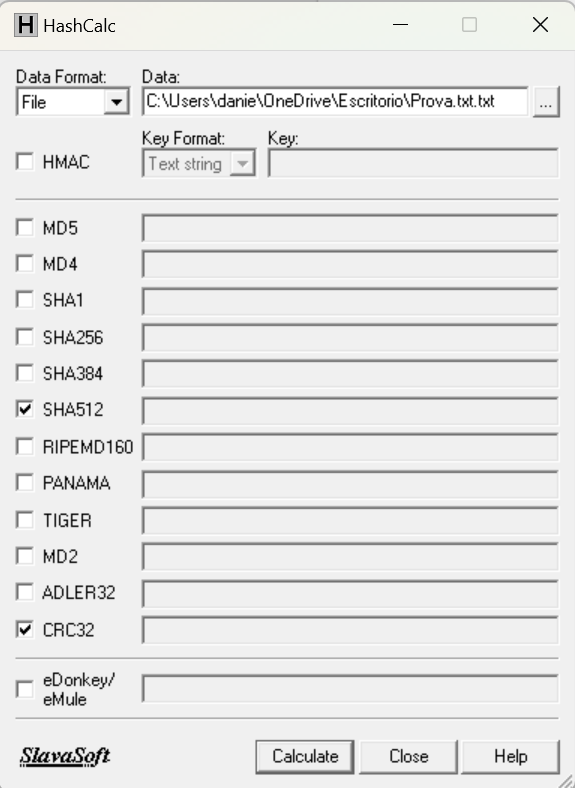 H HashCalc
Data Format: Data:
File C:\Users\danie\OneDrive\Escritorio\Prova.txt.txt ...
Key Format: Key:
HMAC Text string
MD5
MD4
SHA1
SHA256
SHA384
SHA512
RIPEMD160
PANAMA
TIGER
MD2
ADLER32
CRC32
eDonkey/
eMule
SlavaSoft Calculate Close Help